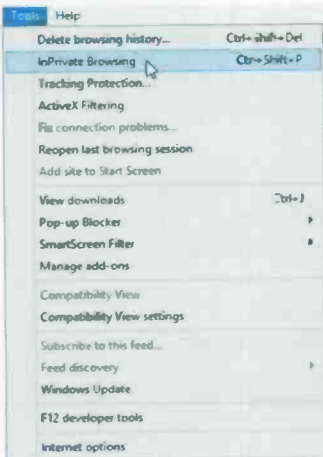 Tools Help
Delete browsing history... Ctrl+Shift+Del
InPrivate Browsing Ctrl+Shift+P
Tracking Protection...
ActiveX Filtering
Fix connection problems...
Reopen last browsing session
Add site to Start Screen
View downloads Ctrl+J
Pop-up Blocker
SmartScreen Filter
Manage add-ons
Compatibility View
Compatibility View settings
Subscribe to this feed...
Feed discovery
Windows Update
F12 developer tools
Internet options